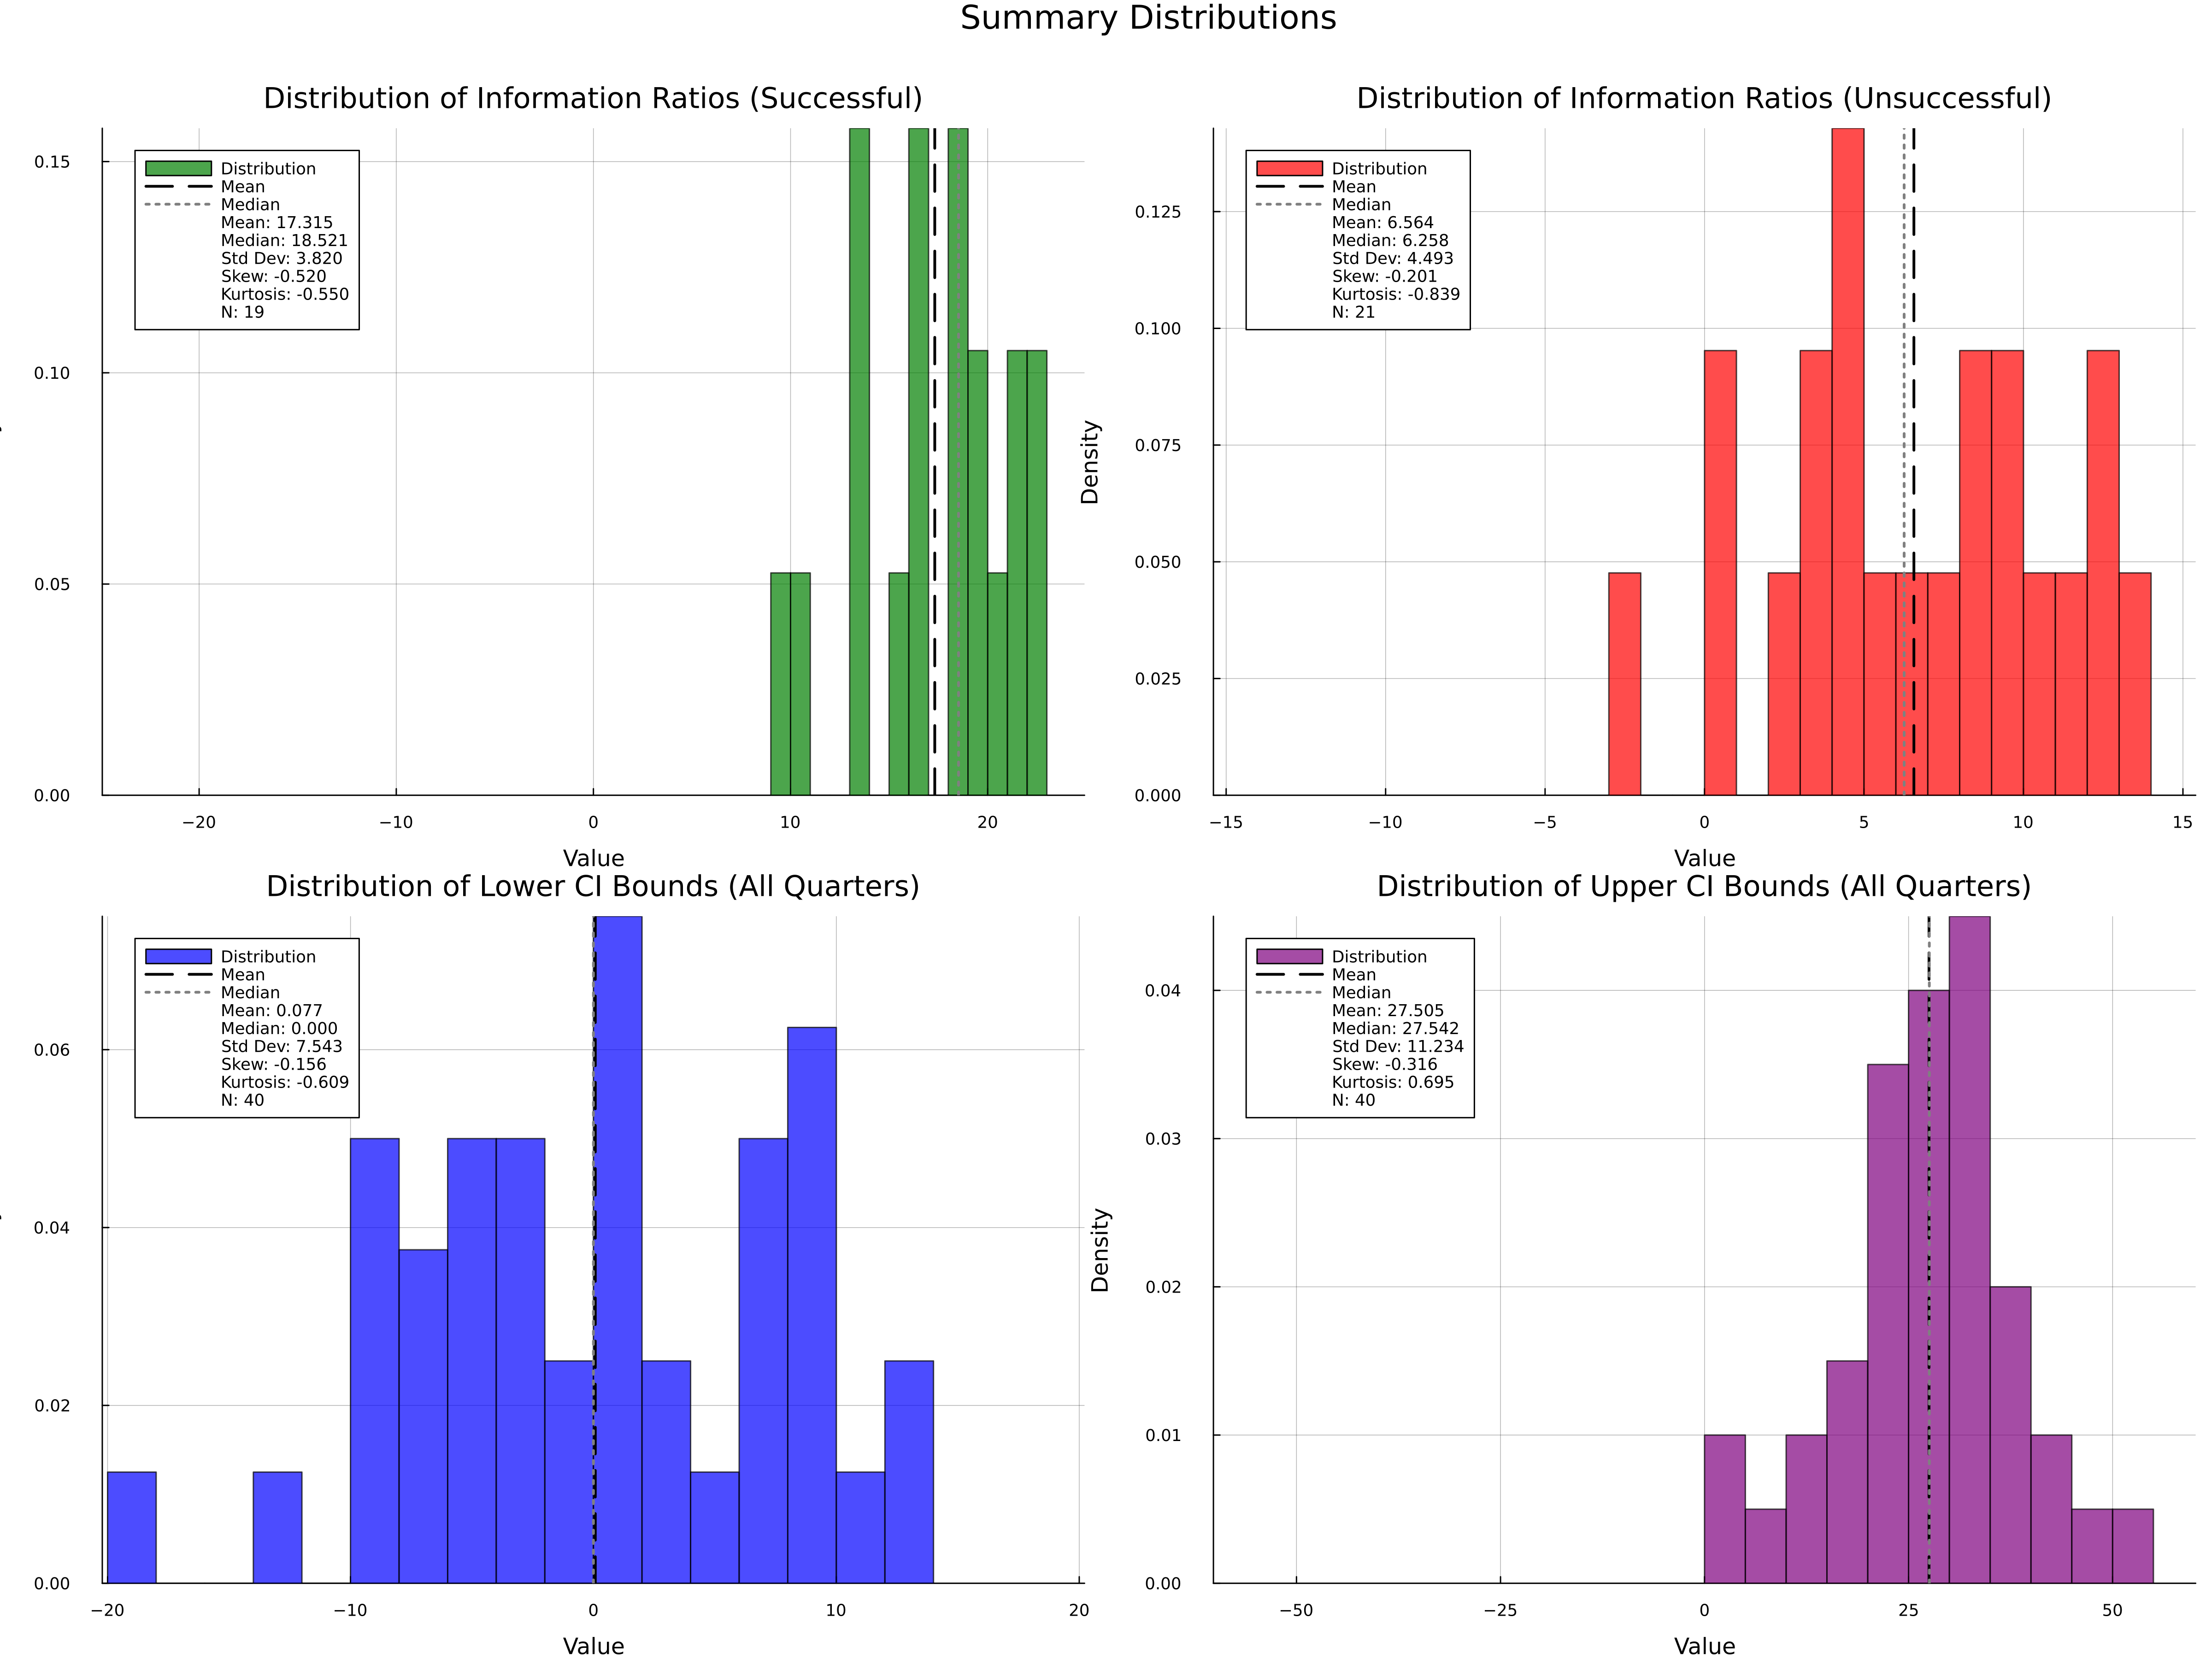 Summary Distributions
Distribution of Information Ratios (Successful)
0.15
0.10
0.05
0.00
Distribution
Mean
Median
Mean: 17.315
Median: 18.521
Std Dev: 3.820
Skew: -0.520
Kurtosis: -0.550
N: 19
−20
−10
0
10
20
Value
Distribution of Information Ratios (Unsuccessful)
Density
0.125
0.100
0.075
0.050
0.025
0.000
Distribution
Mean
Median
Mean: 6.564
Median: 6.258
Std Dev: 4.493
Skew: -0.201
Kurtosis: -0.839
N: 21
−15
−10
−5
0
5
10
15
Value
Distribution of Lower CI Bounds (All Quarters)
0.06
0.04
0.02
0.00
Distribution
Mean
Median
Mean: 0.077
Median: 0.000
Std Dev: 7.543
Skew: -0.156
Kurtosis: -0.609
N: 40
−20
−10
0
10
20
Value
Distribution of Upper CI Bounds (All Quarters)
Density
0.04
0.03
0.02
0.01
0.00
Distribution
Mean
Median
Mean: 27.505
Median: 27.542
Std Dev: 11.234
Skew: -0.316
Kurtosis: 0.695
N: 40
−50
−25
0
25
50
Value